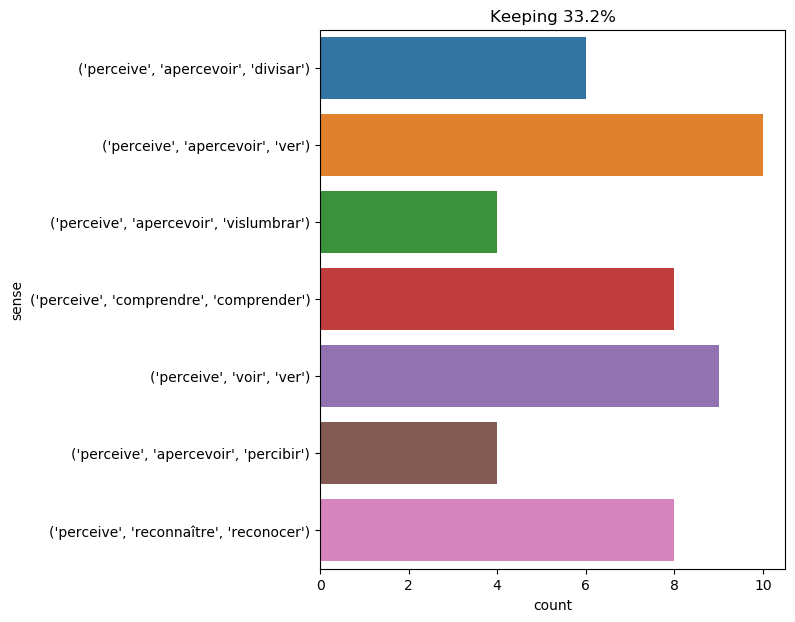 Keeping 33.2%
('perceive', 'apercevoir', 'divisar')
('perceive', 'apercevoir', 'ver')
('perceive', 'apercevoir', 'vislumbrar')
('perceive', 'comprendre', 'comprender')
('perceive', 'voir', 'ver')
('perceive', 'apercevoir', 'percibir')
('perceive', 'reconnaître', 'reconocer')
sense
0 2 4 6 8 10
count